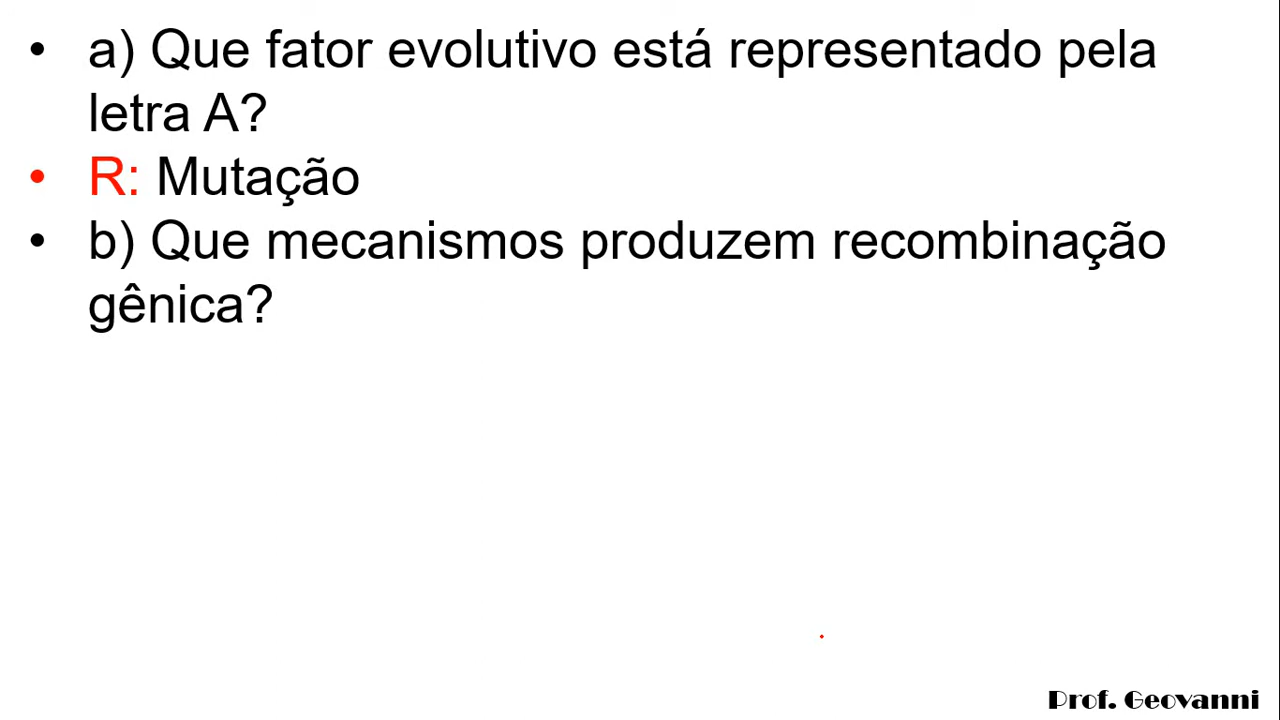 • a) Que fator evolutivo está representado pela
letra A?
• R: Mutação
• b) Que mecanismos produzem recombinação
gênica?
Prof. Geovanni